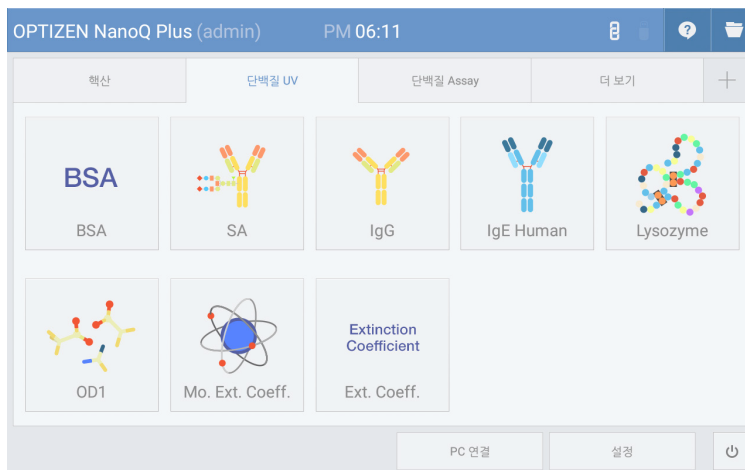 OPTIZEN NanoQ Plus (admin) PM 06:11
핵산 단백질 UV 단백질 Assay 더 보기
BSA
BSA SA IgG IgE Human Lysozyme
Extinction
Coefficient
OD1 Mo. Ext. Coeff. Ext. Coeff.
PC 연결 설정